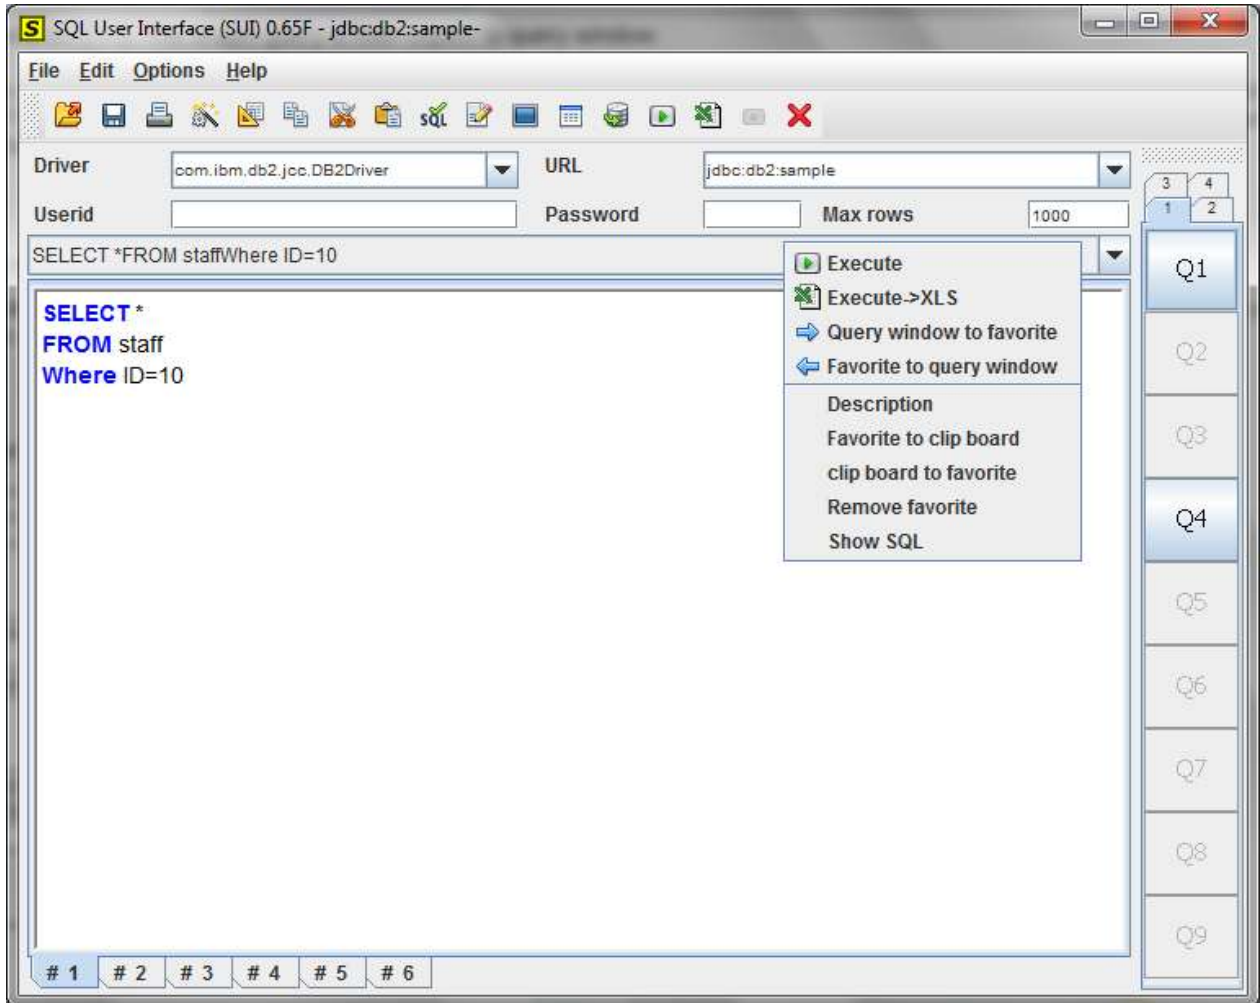 SQL User Interface (SUI) 0.65F - jdbc:db2:sample-
File Edit Options Help
SQL
Driver com.ibm.db2.jcc.DB2Driver URL jdbc:db2:sample
3 4
Userid Password Max rows 1000
1 2
SELECT *FROM staffWhere ID=10
SELECT *
FROM staff
Where ID=10
Execute
Execute->XLS
Query window to favorite
Favorite to query window
Description
Favorite to clip board
clip board to favorite
Remove favorite
Show SQL
Q1
Q2
Q3
Q4
Q5
Q6
Q7
Q8
Q9
# 1 # 2 # 3 # 4 # 5 # 6